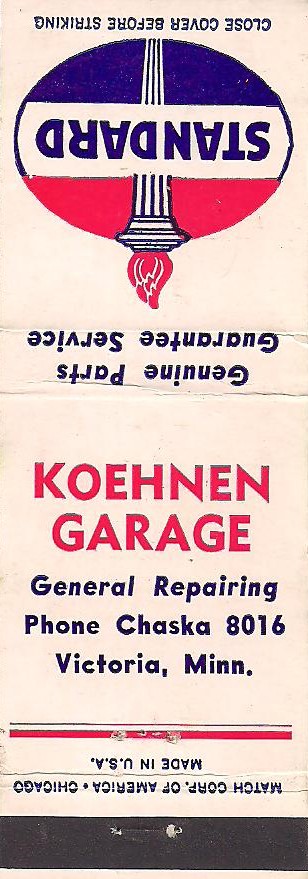 CLOSE COVER BEFORE STRIKING
STANDARD
Genuine Parts
Guarantee Service
KOEHNEN
GARAGE
General Repairing
Phone Chaska 8016
Victoria, Minn.
MATCH CORP. OF AMERICA • CHICAGO
MADE IN U.S.A.